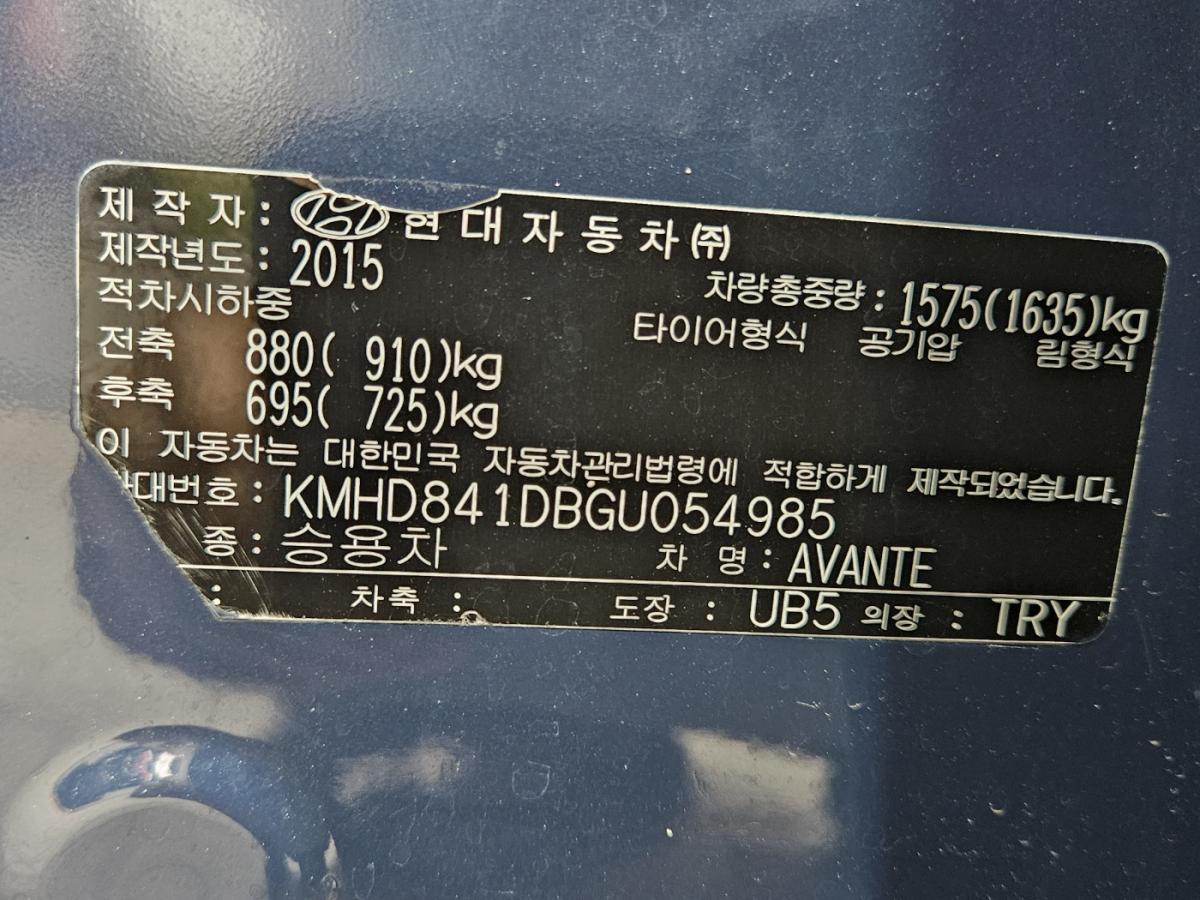 제 작 자 : 현 대 자 동 차 ㈜
제작년도 : 2015
차량총중량 : 1575(1635)kg
적차시하중
타이어형식 공기압 림형식
전축 880( 910)kg
후축 695( 725)kg
이 자동차는 대한민국 자동차관리법령에 적합하게 제작되었습니다.
대번호 : KMHD841DBGU054985
종 : 승용차 차 명 : AVANTE
: 차축 : 도장 : UB5 의장 : TRY